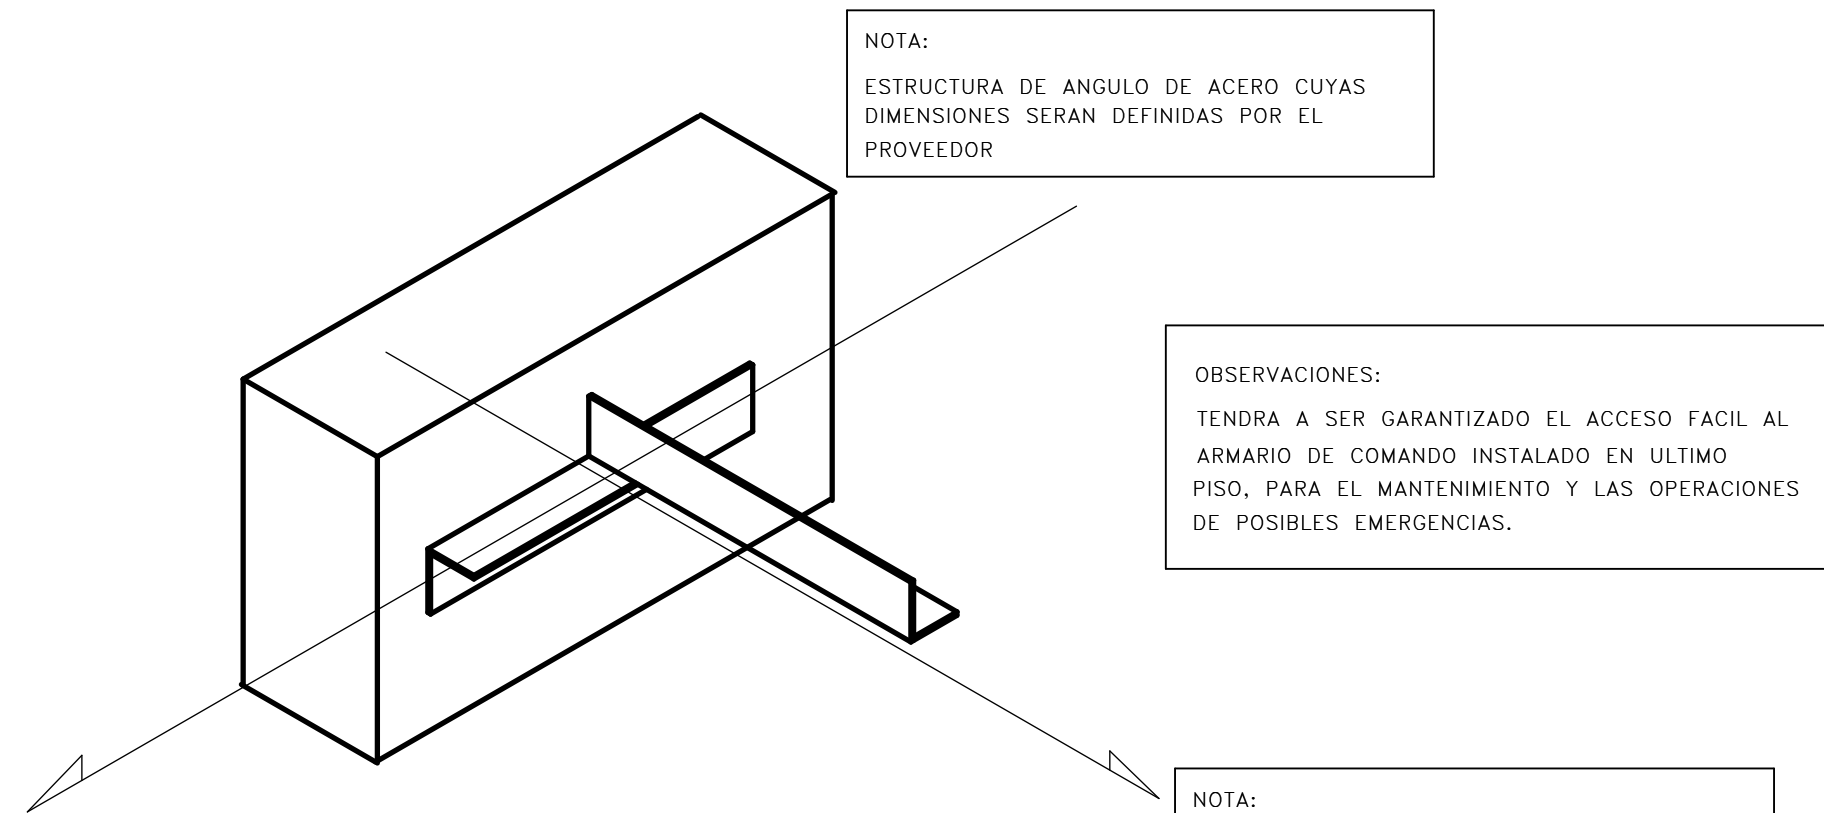 NOTA:
ESTRUCTURA DE ANGULO DE ACERO CUYAS
DIMENSIONES SERAN DEFINIDAS POR EL
PROVEEDOR
OBSERVACIONES:
TENDRA A SER GARANTIZADO EL ACCESO FACIL AL
ARMARIO DE COMANDO INSTALADO EN ULTIMO
PISO, PARA EL MANTENIMIENTO Y LAS OPERACIONES
DE POSIBLES EMERGENCIAS.
NOTA: